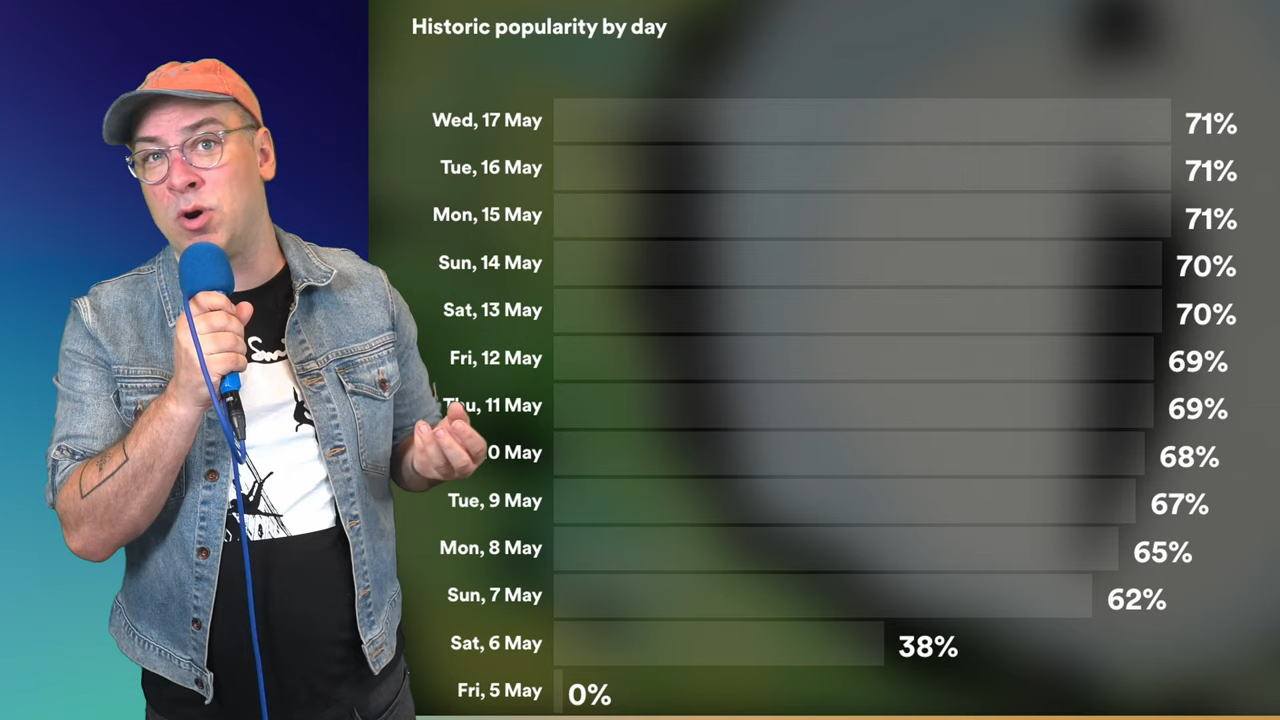 Historic popularity by day
Wed, 17 May 71%
Tue, 16 May 71%
Mon, 15 May 71%
Sun, 14 May 70%
Sat, 13 May 70%
Fri, 12 May 69%
Thu, 11 May 69%
0 May 68%
Tue, 9 May 67%
Mon, 8 May 65%
Sun, 7 May 62%
Sat, 6 May 38%
Fri, 5 May 0%